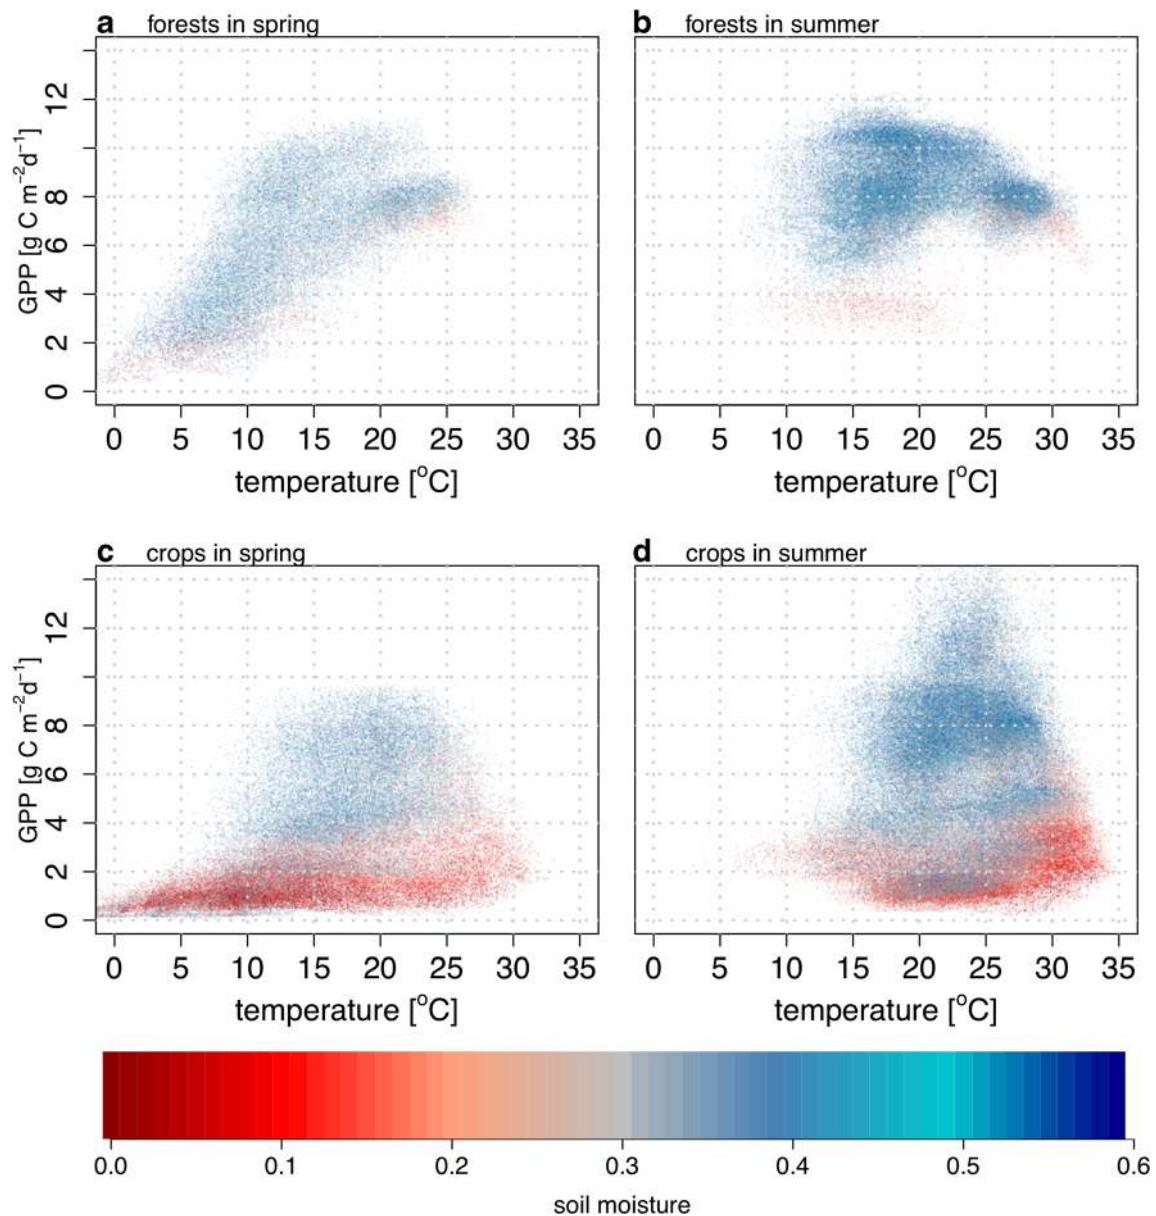 a forests in spring
b forests in summer
GPP [g C m⁻²d⁻¹]
12
8
6
4
2
0
0 5 10 15 20 25 30 35
temperature [°C]
0 5 10 15 20 25 30 35
temperature [°C]
c crops in spring
d crops in summer
GPP [g C m⁻²d⁻¹]
12
8
6
4
2
0
0 5 10 15 20 25 30 35
temperature [°C]
0 5 10 15 20 25 30 35
temperature [°C]
0.0 0.1 0.2 0.3 0.4 0.5 0.6
soil moisture